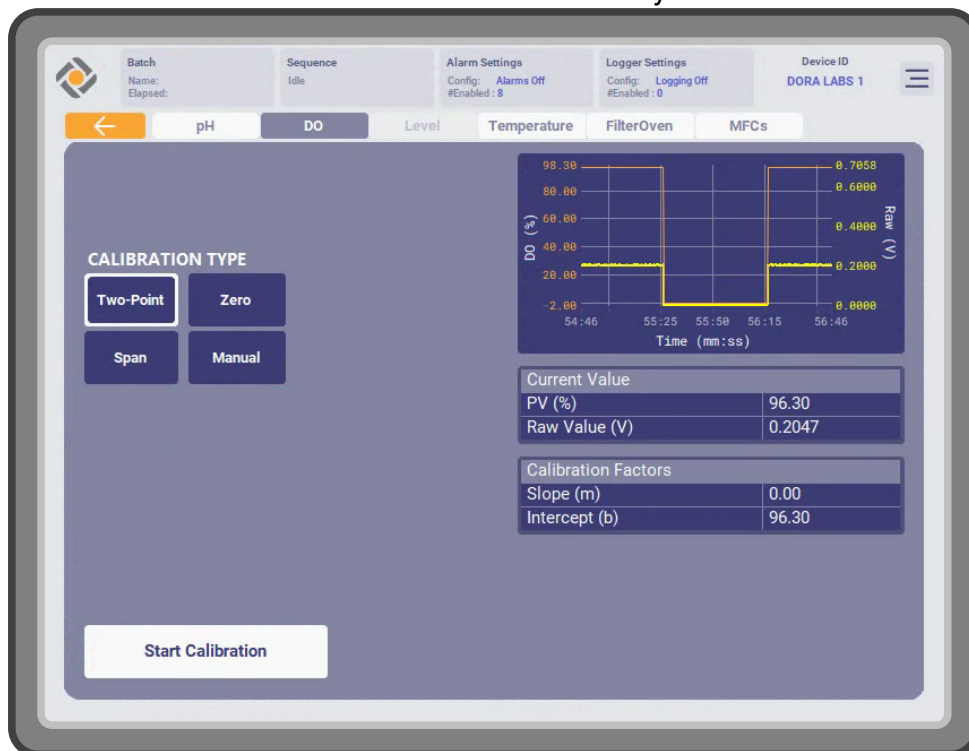 Batch
Name:
Elapsed:
Sequence
Idle
Alarm Settings
Config: Alarms Off
#Enabled : 8
Logger Settings
Config: Logging Off
#Enabled : 0
Device ID
DORA LABS 1
pH DO Level Temperature FilterOven MFCs
CALIBRATION TYPE
Two-Point Zero
Span Manual
98.30 0.7058
80.00 0.6000
60.00
0.4000
40.00
20.00 0.2000
-2.00 0.0000
DO (%)
Raw (V)
54:46 55:25 55:50 56:15 56:46
Time (mm:ss)
Current Value
PV (%) 96.30
Raw Value (V) 0.2047
Calibration Factors
Slope (m) 0.00
Intercept (b) 96.30
Start Calibration